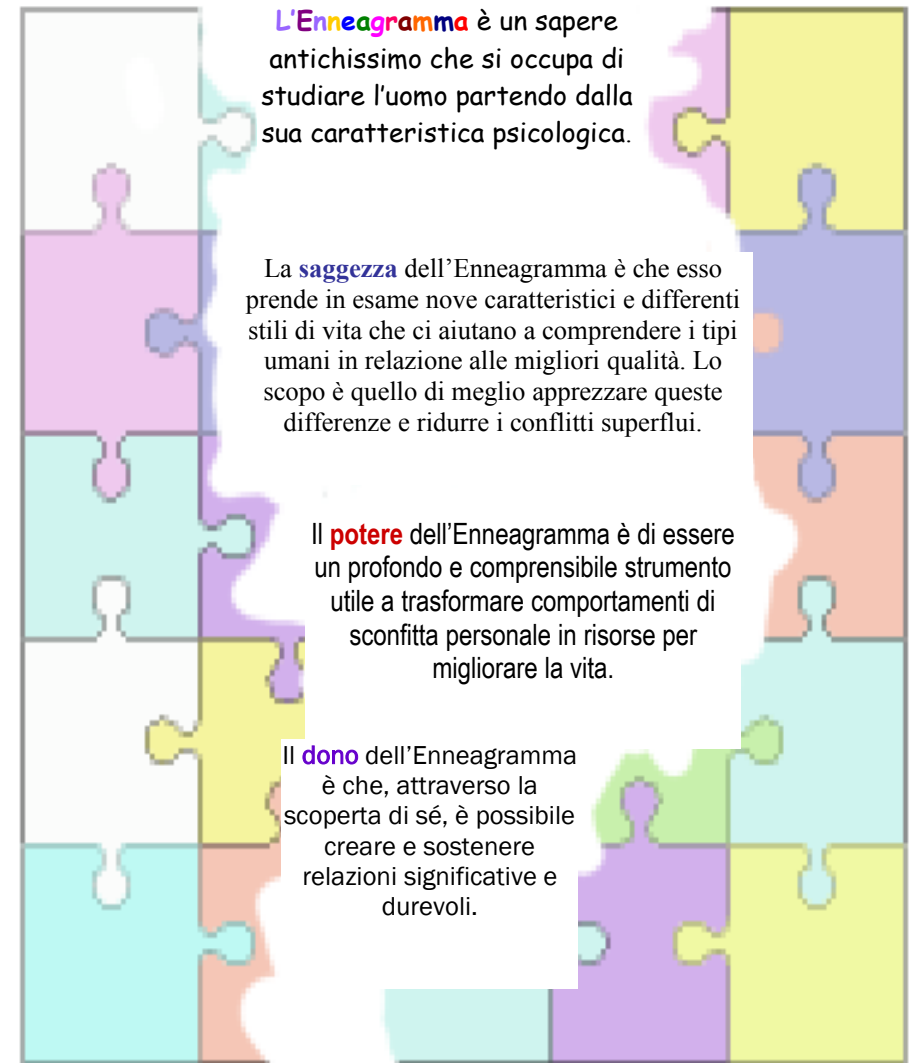 L'Enneagramma è un sapere
antichissimo che si occupa di
studiare l'uomo partendo dalla
sua caratteristica psicologica.
La saggezza dell'Enneagramma è che esso
prende in esame nove caratteristici e differenti
stili di vita che ci aiutano a comprendere i tipi
umani in relazione alle migliori qualità. Lo
scopo è quello di meglio apprezzare queste
differenze e ridurre i conflitti superflui.
Il potere dell'Enneagramma è di essere
un profondo e comprensibile strumento
utile a trasformare comportamenti di
sconfitta personale in risorse per
migliorare la vita.
Il dono dell'Enneagramma
è che, attraverso la
scoperta di sé, è possibile
creare e sostenere
relazioni significative e
durevoli.